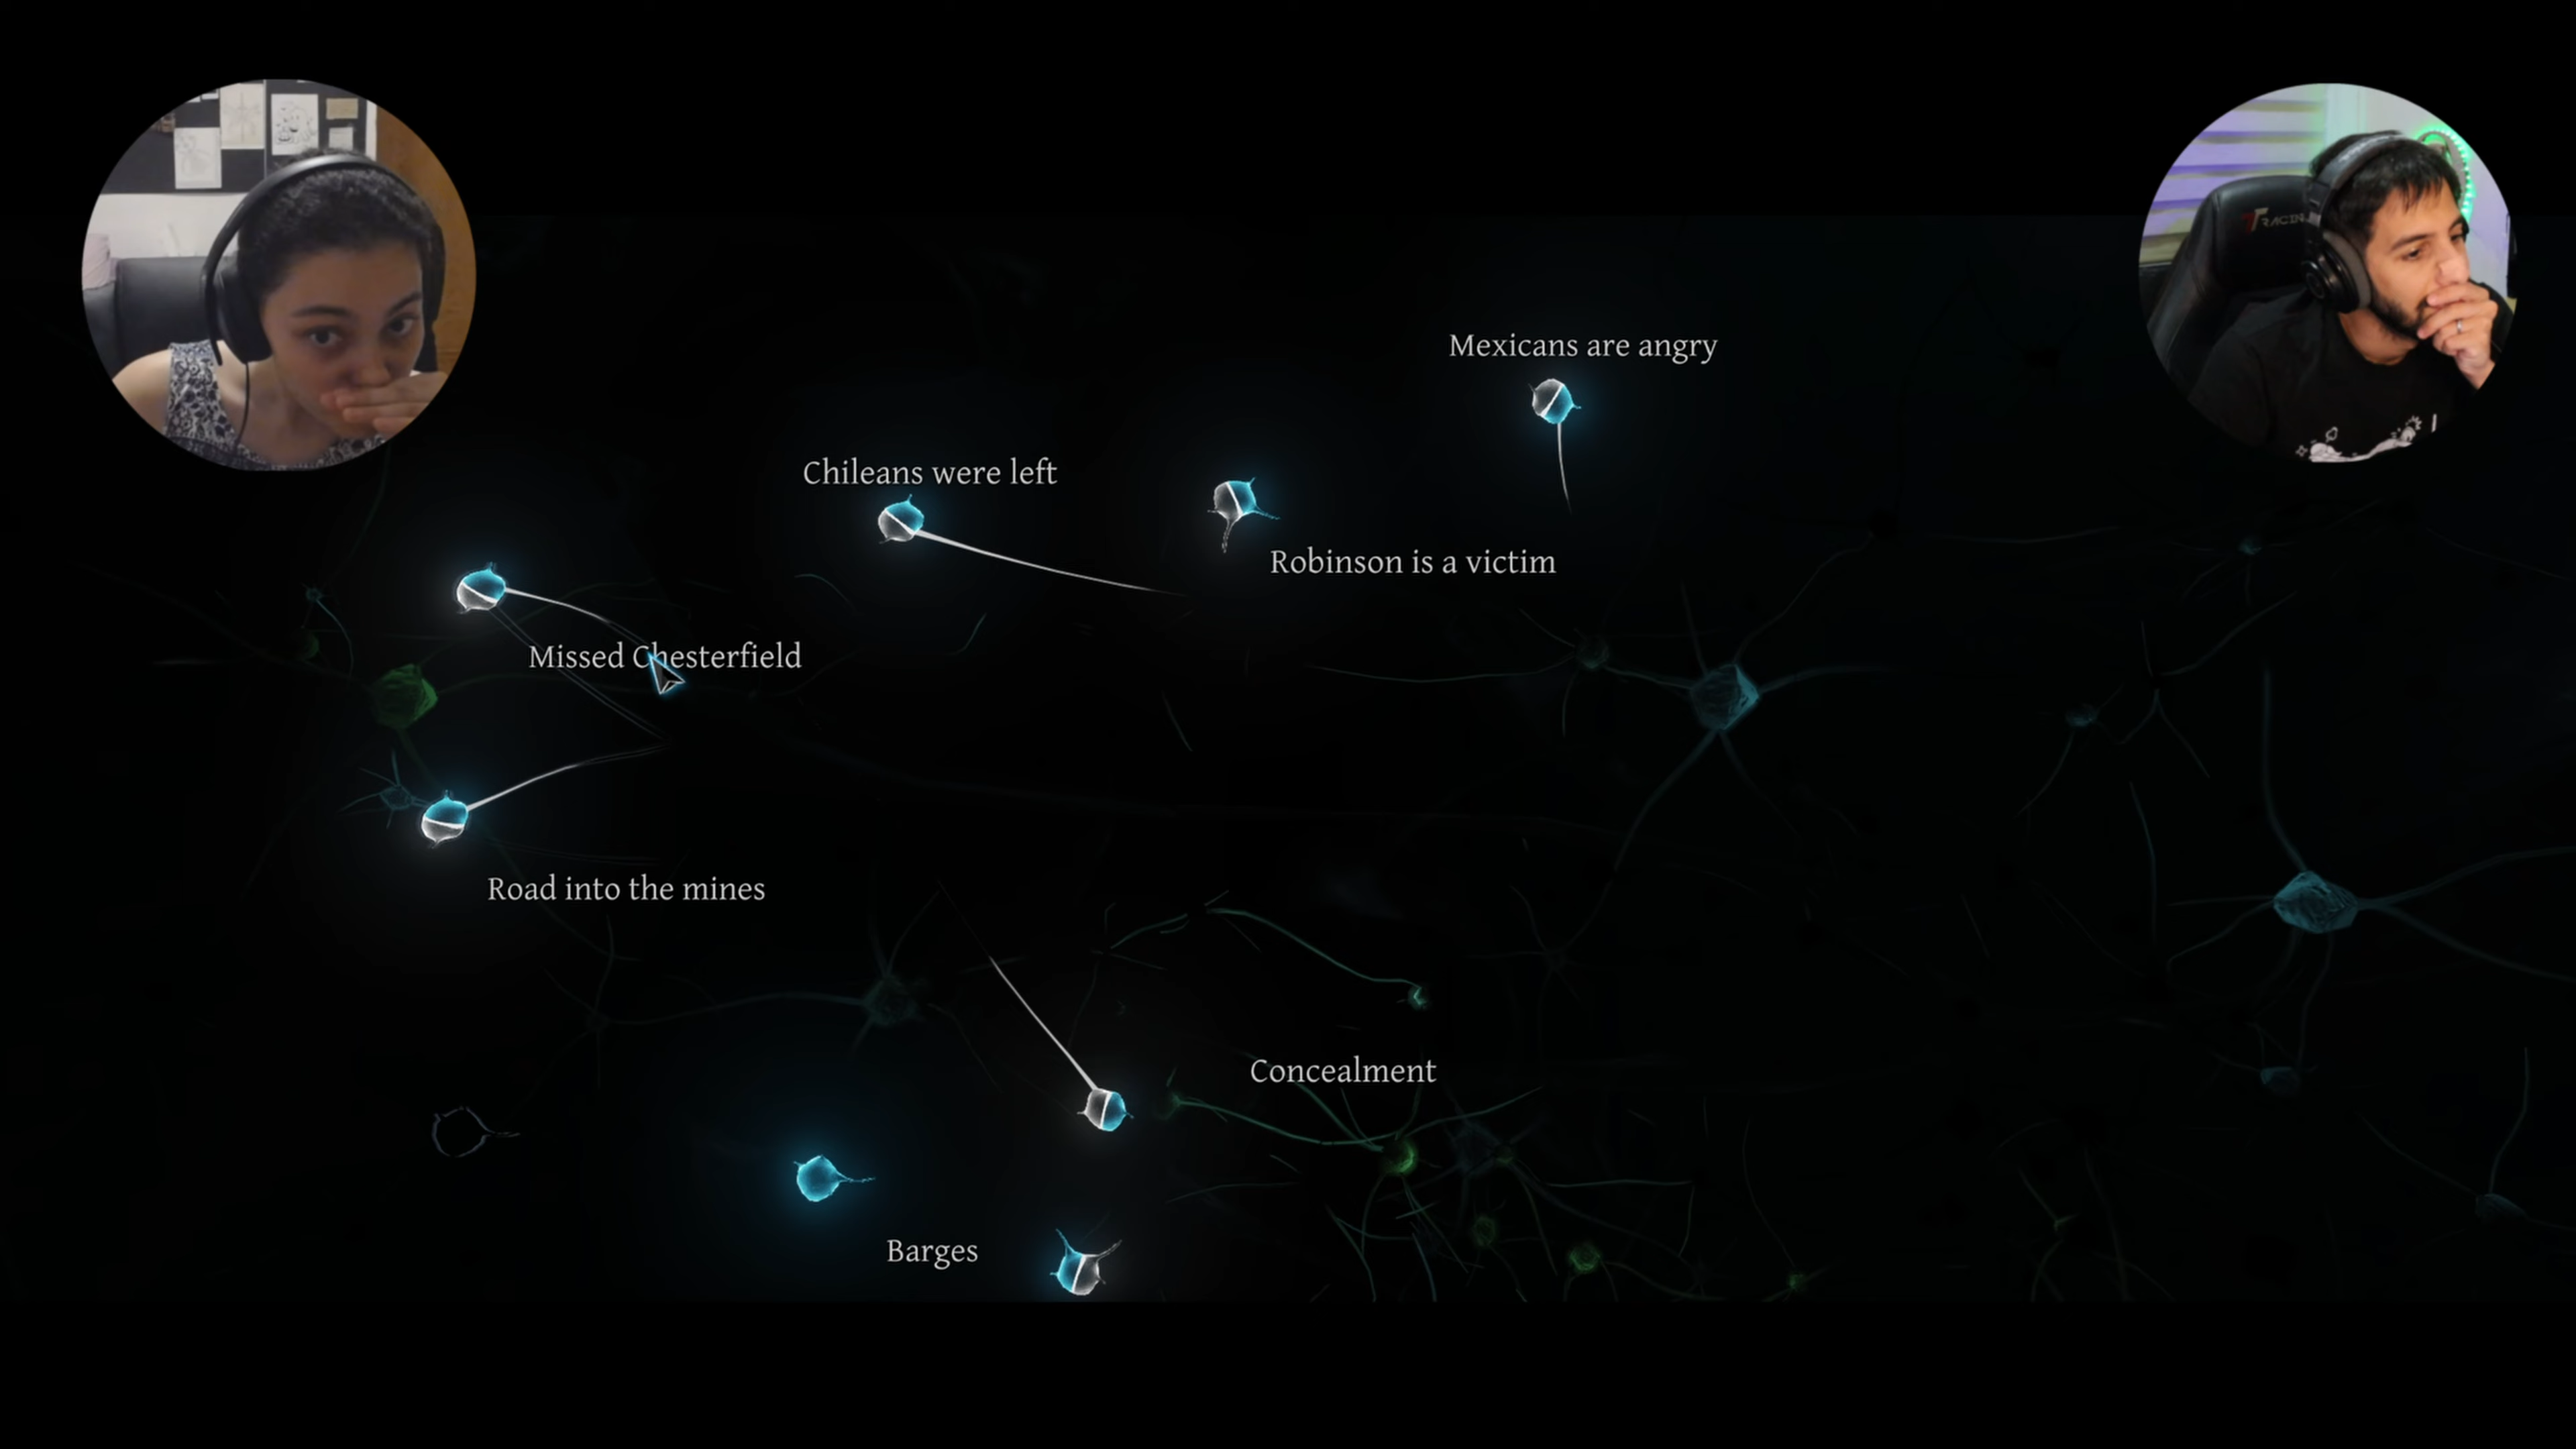 Mexicans are angry
Chileans were left
Robinson is a victim
Missed Chesterfield
Road into the mines
Concealment
Barges